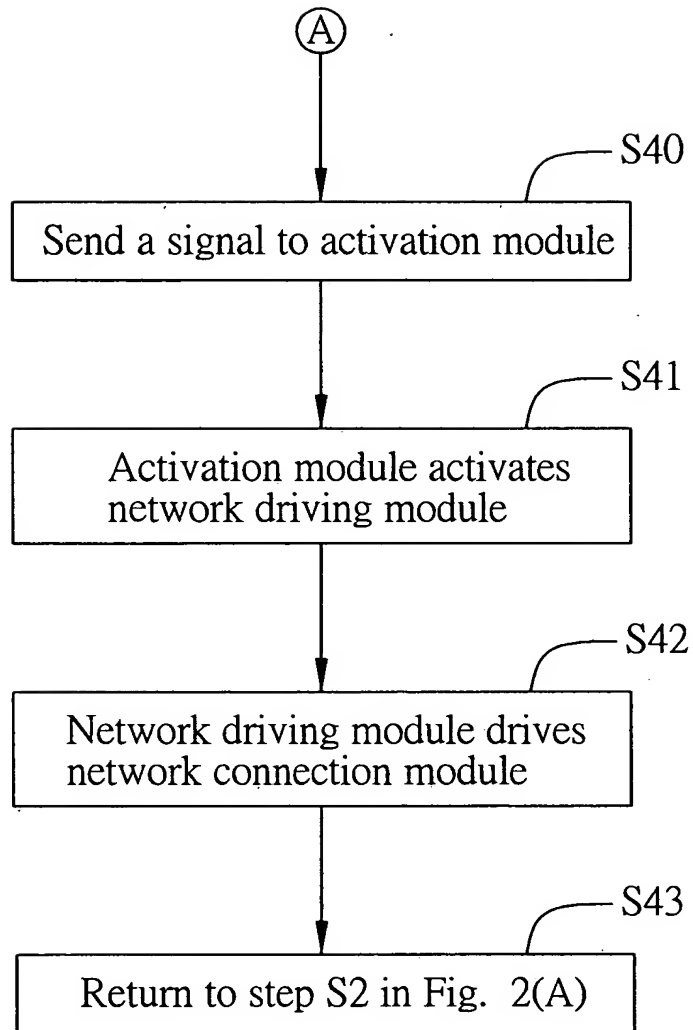 A
S40
Send a signal to activation module
S41
Activation module activates
network driving module
S42
Network driving module drives
network connection module
S43
Return to step S2 in Fig. 2(A)